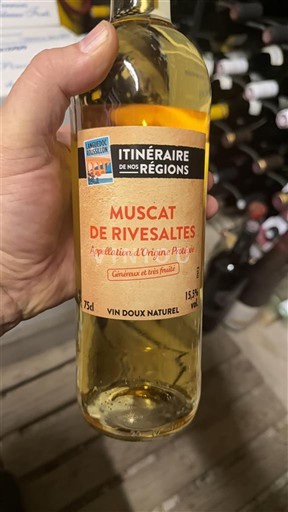 LANGUEDOC
ROUSSILLON
ITINÉRAIRE
DE NOS RÉGIONS
MUSCAT
DE RIVESALTES
Appellation d'Origine Protégée
Généreux et très fruité
75cl
15,5%
vol.
VIN DOUX NATUREL